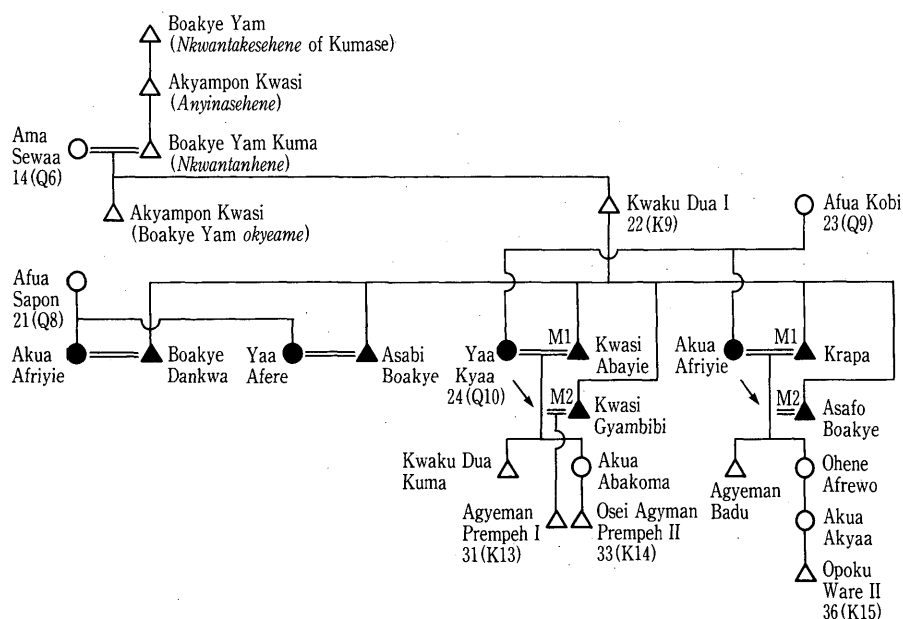 Boakye Yam
(Nkwantakesehene of Kumase)
Akyampon Kwasi
(Anyinasehene)
Ama
Sewaa
14(Q6)
Boakye Yam Kuma
(Nkwantanhene)
Akyampon Kwasi
(Boakye Yam okyeame)
Kwaku Dua I
22(K9)
Afua Kobi
23(Q9)
Afua
Sapon
21(Q8)
Akua
Afriyie
Boakye
Dankwa
Yaa
Afere
Asabi
Boakye
Yaa
Kyaa
24(Q10)
M1
Kwasi
Abayie
M2
Kwasi
Gyambibi
Akua
Afriyie
M1
Krapa
M2
Asafo
Boakye
Kwaku Dua
Kuma
Akua
Abakoma
Agyeman
Prempeh I
31(K13)
Osei Agyman
Prempeh II
33(K14)
Agyeman
Badu
Ohene
Afrewo
Akua
Akyaa
Opoku
Ware II
36(K15)